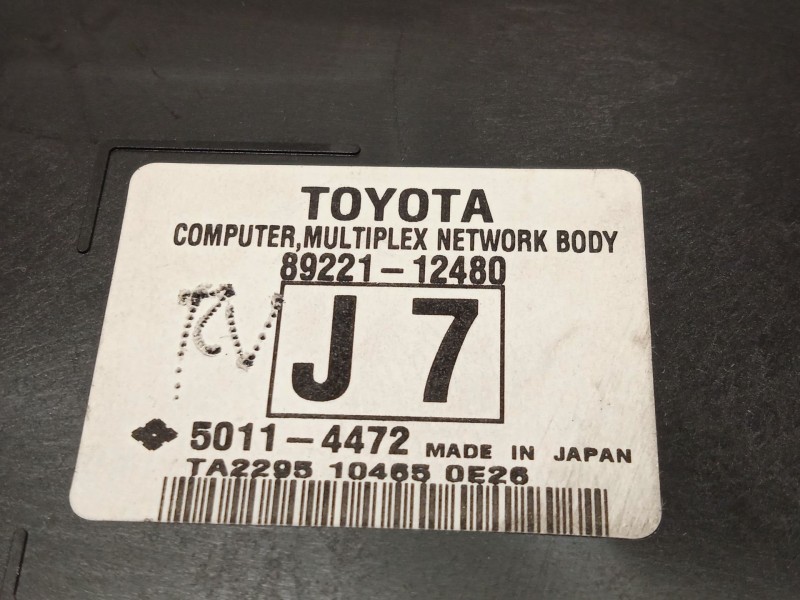 TOYOTA
COMPUTER,MULTIPLEX NETWORK BODY
89221-12480
J 7
5011-4472 MADE IN JAPAN
TA2295 10465 0E26